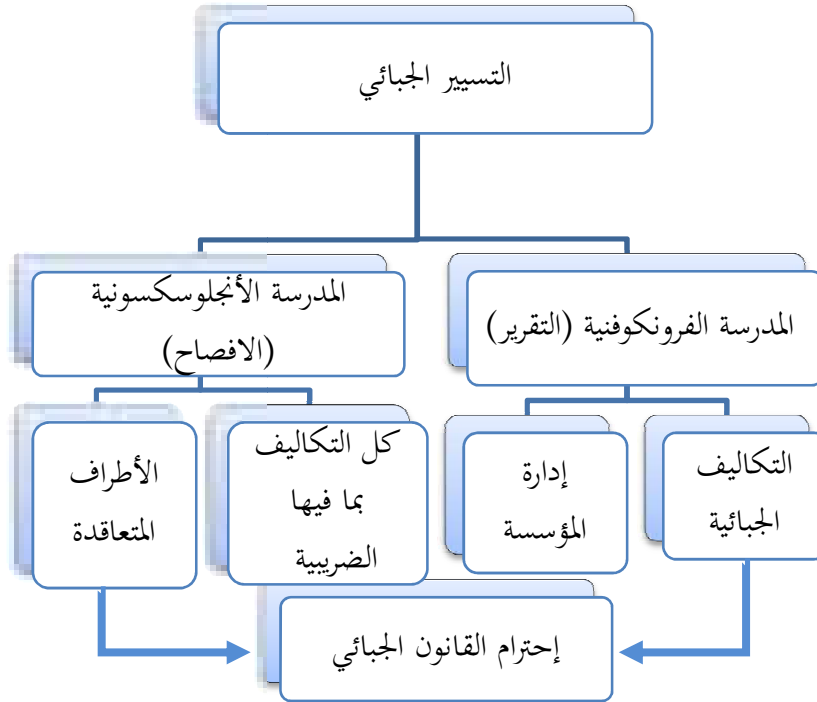 التسيير الجبائي
المدرسة الفرونكوفنية (التقرير)
المدرسة الأنجلوسكسونية
(الافصاح)
التكاليف
الجبائية
إدارة
المؤسسة
كل التكاليف
بما فيها
الضريبية
الأطراف
المتعاقدة
إحترام القانون الجبائي